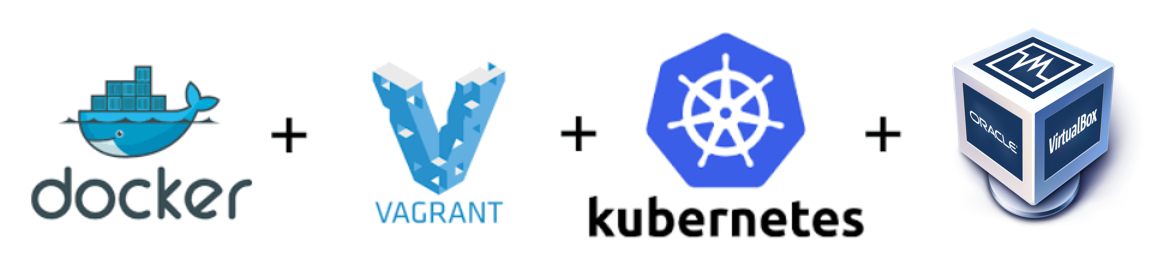 docker
+
VAGRANT
+
kubernetes
+
ORACLE
VirtualBox